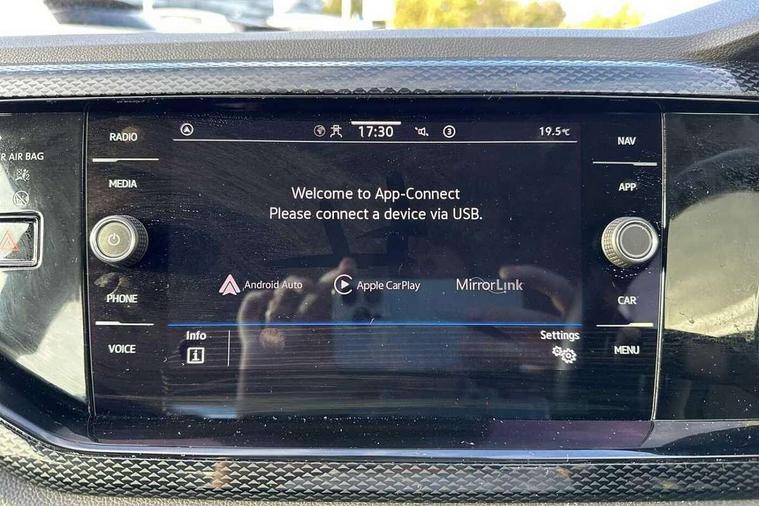 RADIO
17:30
3
19.5°C
NAV
R AIR BAG
MEDIA
Welcome to App-Connect
Please connect a device via USB.
APP
PHONE
Android Auto
Apple CarPlay
MirrorLink
CAR
VOICE
Info
i
Settings
MENU